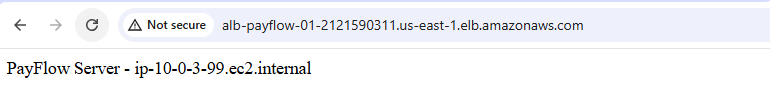 Not secure alb-payflow-01-2121590311.us-east-1.elb.amazonaws.com
PayFlow Server - ip-10-0-3-99.ec2.internal